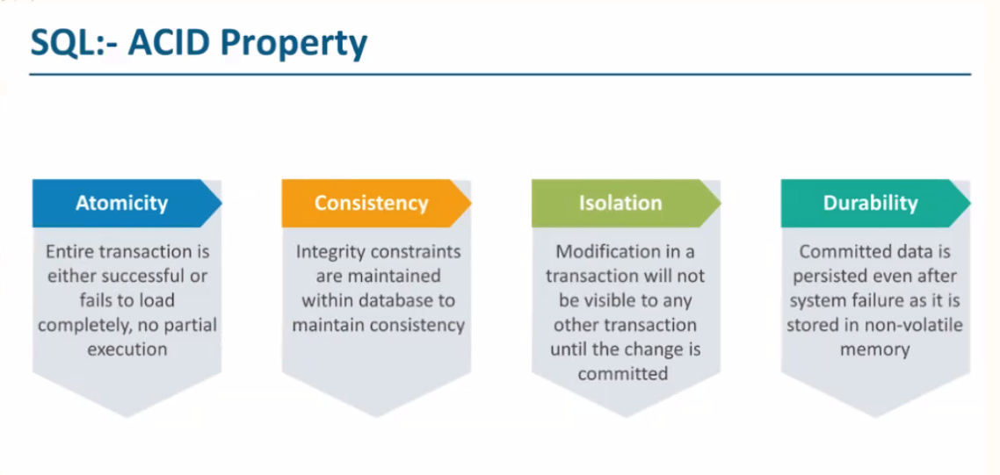 SQL:- ACID Property
Atomicity
Entire transaction is
either successful or
fails to load
completely, no partial
execution
Consistency
Integrity constraints
are maintained
within database to
maintain consistency
Isolation
Modification in a
transaction will not
be visible to any
other transaction
until the change is
committed
Durability
Committed data is
persisted even after
system failure as it is
stored in non-volatile
memory